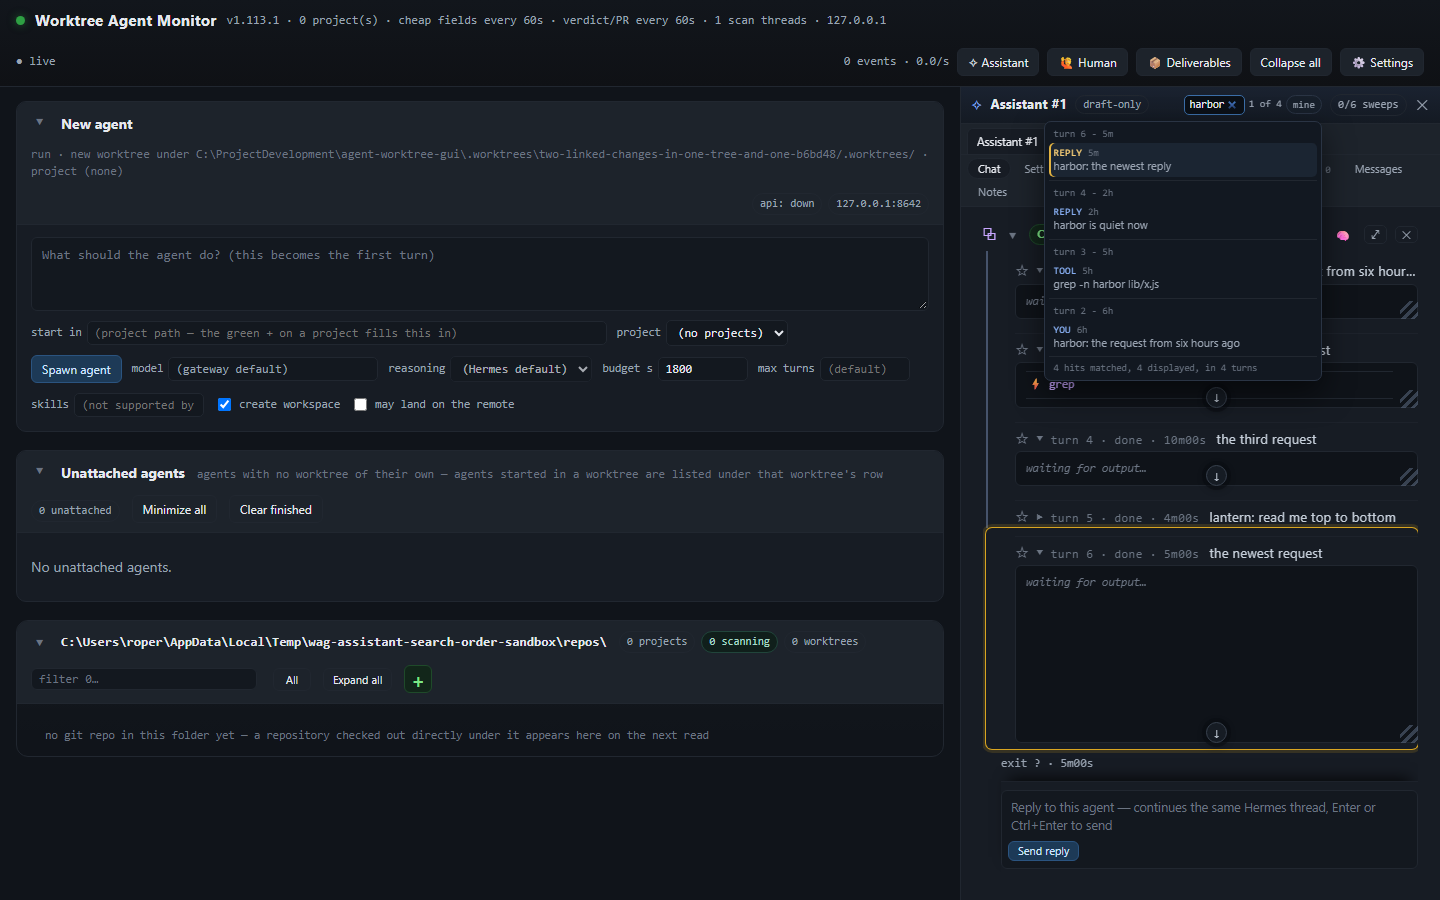 Worktree Agent Monitor v1.113.1 · 0 project(s) · cheap fields every 60s · verdict/PR every 60s · 1 scan threads · 127.0.0.1
live
0 events · 0.0/s
Assistant
Human
Deliverables
Collapse all
Settings
New agent
run · new worktree under C:\ProjectDevelopment\agent-worktree-gui\.worktrees\two-linked-changes-in-one-tree-and-one-b6bd48/.worktrees/ ·
project (none)
api: down 127.0.0.1:8642
What should the agent do? (this becomes the first turn)
start in (project path — the green + on a project fills this in) project (no projects)
Spawn agent model (gateway default) reasoning (Hermes default) budget s 1800 max turns (default)
skills (not supported by create workspace may land on the remote
Unattached agents agents with no worktree of their own — agents started in a worktree are listed under that worktree's row
0 unattached Minimize all Clear finished
No unattached agents.
C:\Users\roper\AppData\Local\Temp\wag-assistant-search-order-sandbox\repos\ 0 projects 0 scanning 0 worktrees
filter 0… All Expand all +
no git repo in this folder yet — a repository checked out directly under it appears here on the next read
Assistant #1 draft-only harbor × 1 of 4 mine 0/6 sweeps
Assistant #1
Chat Sett Messages
Notes
turn 6 - 5m
REPLY 5m
harbor: the newest reply
turn 4 - 2h
REPLY 2h
harbor is quiet now
turn 3 - 5h
TOOL 5h
grep -n harbor lib/x.js
turn 2 - 6h
YOU 6h
harbor: the request from six hours ago
4 hits matched, 4 displayed, in 4 turns
from six hour...
wai
st
grep
turn 4 · done · 10m00s the third request
waiting for output…
turn 5 · done · 4m00s lantern: read me top to bottom
turn 6 · done · 5m00s the newest request
waiting for output…
exit ? · 5m00s
Reply to this agent — continues the same Hermes thread, Enter or
Ctrl+Enter to send
Send reply